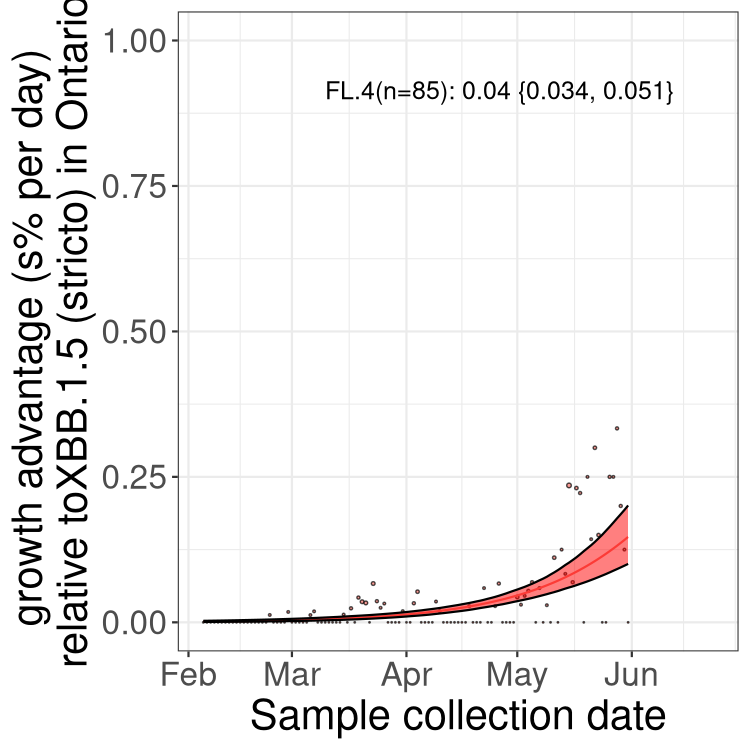 growth advantage (s% per day)
relative toXBB.1.5 (stricto) in Ontario
1.00
0.75
0.50
0.25
0.00
FL.4(n=85): 0.04 {0.034, 0.051}
Feb Mar Apr May Jun
Sample collection date